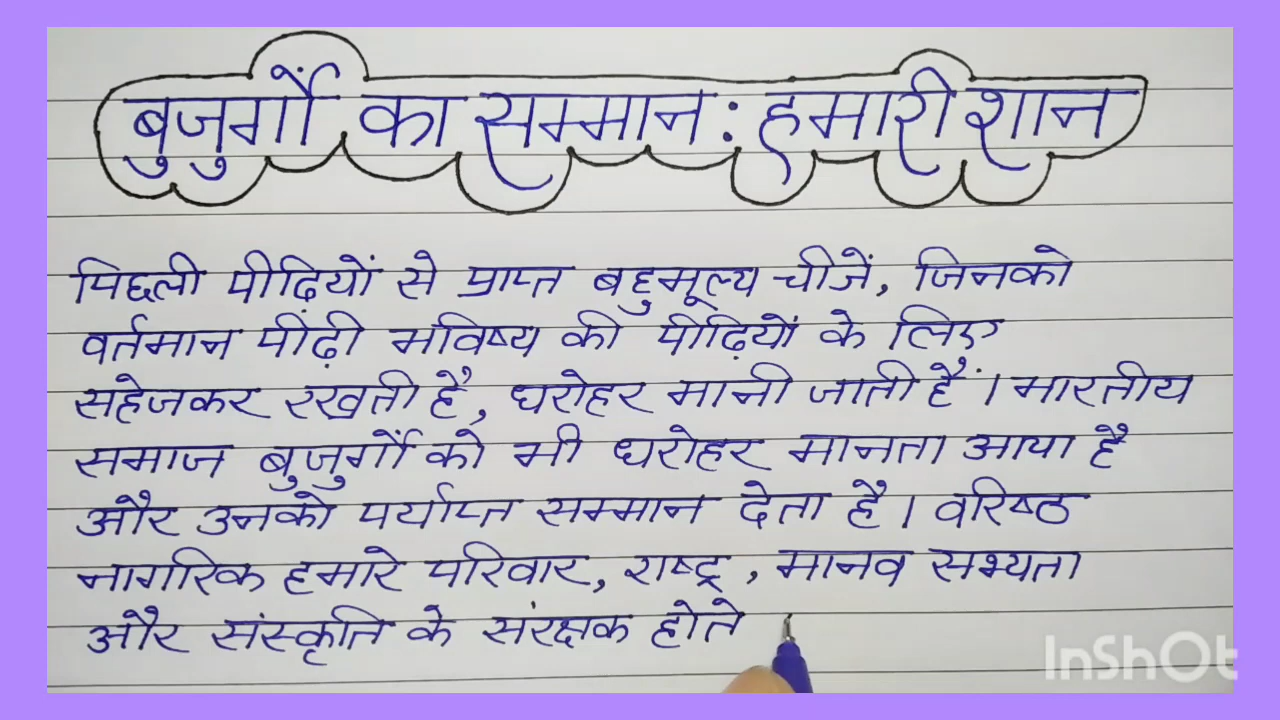 बुजुर्गों का सम्मान : हमारी शान
पिछली पीढ़ियों से प्राप्त बहुमूल्य चीजें, जिनको
वर्तमान पीढ़ी भविष्य की पीढ़ियों के लिए
सहेजकर रखती है, धरोहर मानी जाती हैं । भारतीय
समाज बुजुर्गों को भी धरोहर मानता आया है
और उनको पर्याप्त सम्मान देता है । वरिष्ठ
नागरिक हमारे परिवार, राष्ट्र, मानव सभ्यता
और संस्कृति के संरक्षक होते
InShOt